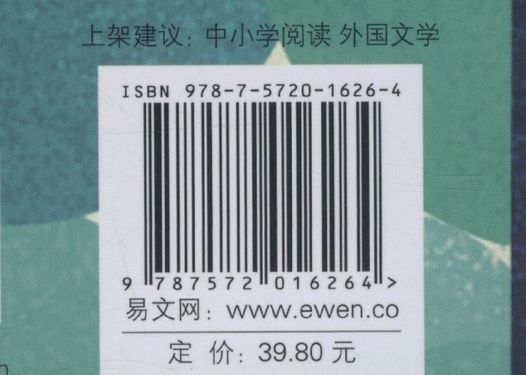 上架建议：中小学阅读 外国文学
ISBN 978-7-5720-1626-4
9 787572 016264 >
易文网：www.ewen.co
定 价：39.80 元